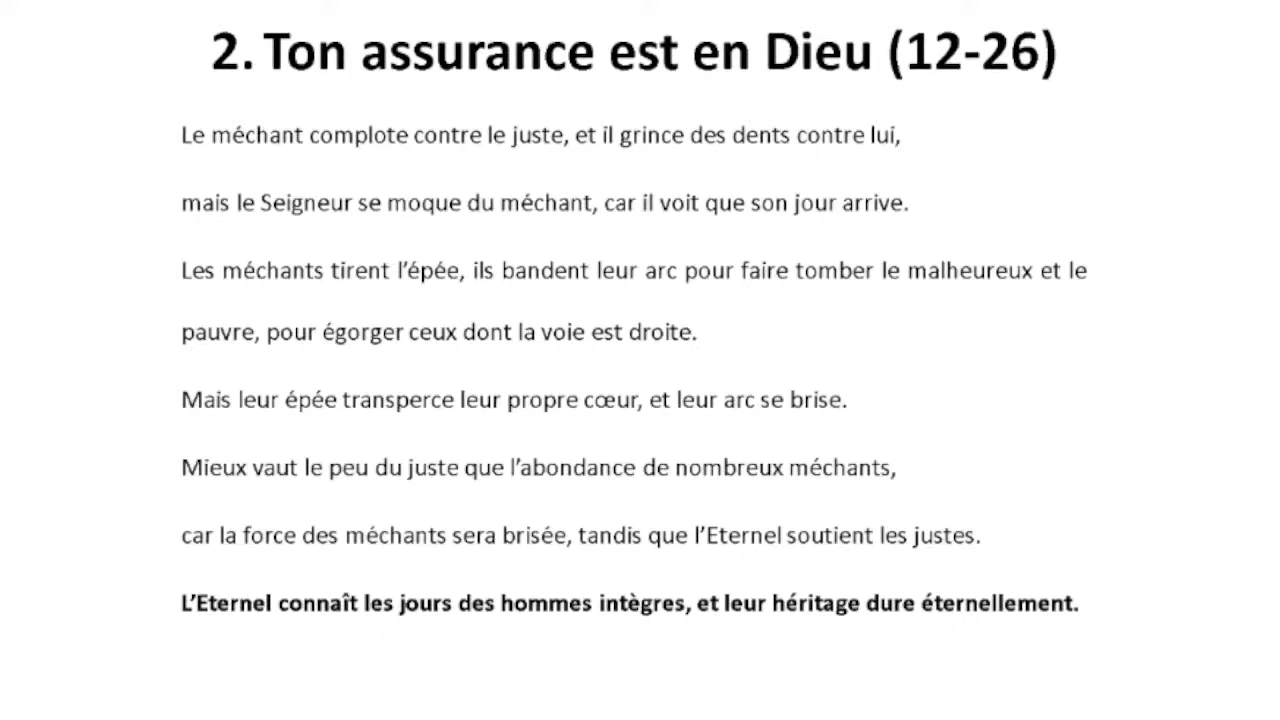 2. Ton assurance est en Dieu (12-26)
Le méchant complote contre le juste, et il grince des dents contre lui,
mais le Seigneur se moque du méchant, car il voit que son jour arrive.
Les méchants tirent l’épée, ils bandent leur arc pour faire tomber le malheureux et le
pauvre, pour égorger ceux dont la voie est droite.
Mais leur épée transperce leur propre cœur, et leur arc se brise.
Mieux vaut le peu du juste que l’abondance de nombreux méchants,
car la force des méchants sera brisée, tandis que l’Eternel soutient les justes.
L’Eternel connaît les jours des hommes intègres, et leur héritage dure éternellement.